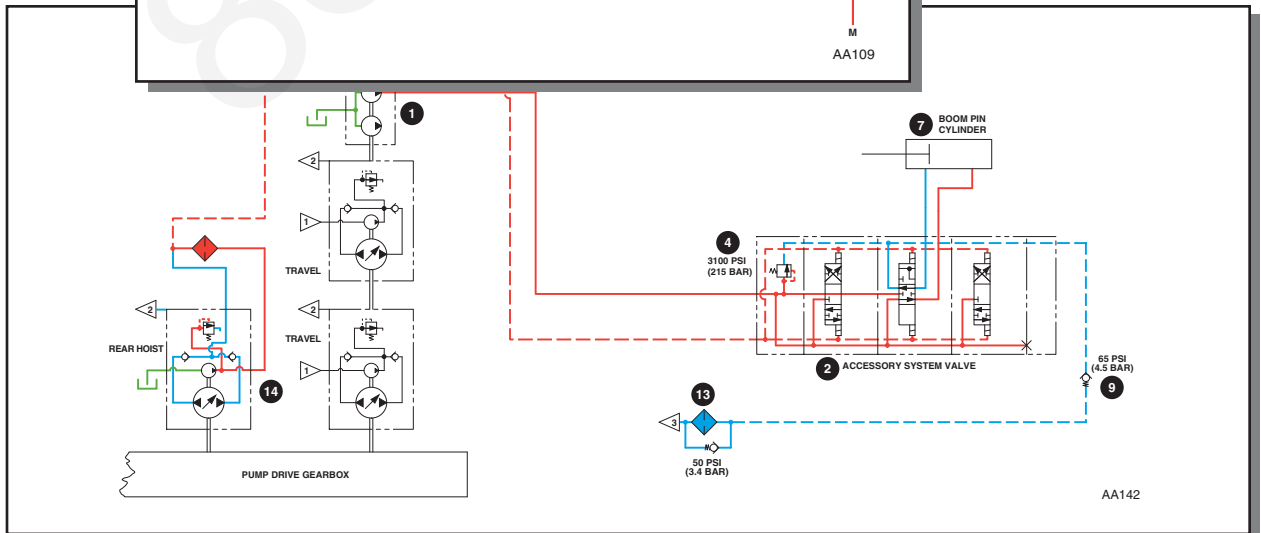 M
AA109
1
7
BOOM PIN
CYLINDER
2
4
3100 PSI
(215 BAR)
1
TRAVEL
2
2
REAR HOIST
TRAVEL
14
1
2
ACCESSORY SYSTEM VALVE
65 PSI
(4.5 BAR)
9
13
3
50 PSI
(3.4 BAR)
PUMP DRIVE GEARBOX
AA142